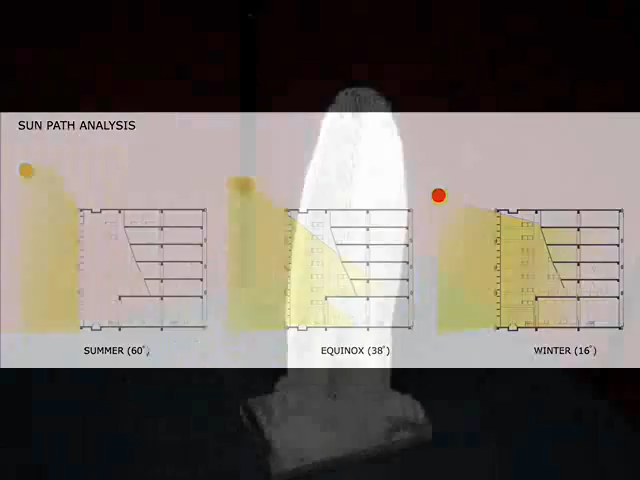 SUN PATH ANALYSIS
SUMMER (60°)
EQUINOX (38°)
WINTER (16°)